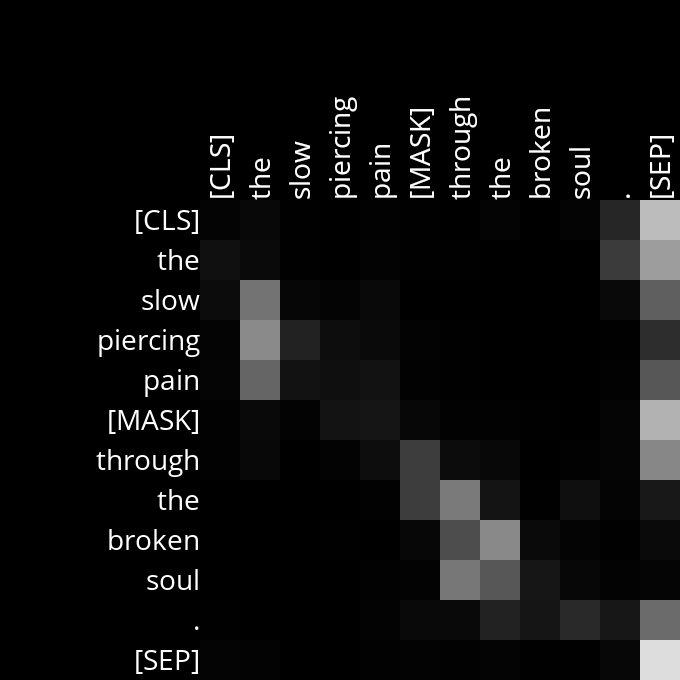 [CLS] the slow piercing pain [MASK] through the broken soul . [SEP]
[CLS]
the
slow
piercing
pain
[MASK]
through
the
broken
soul
.
[SEP]